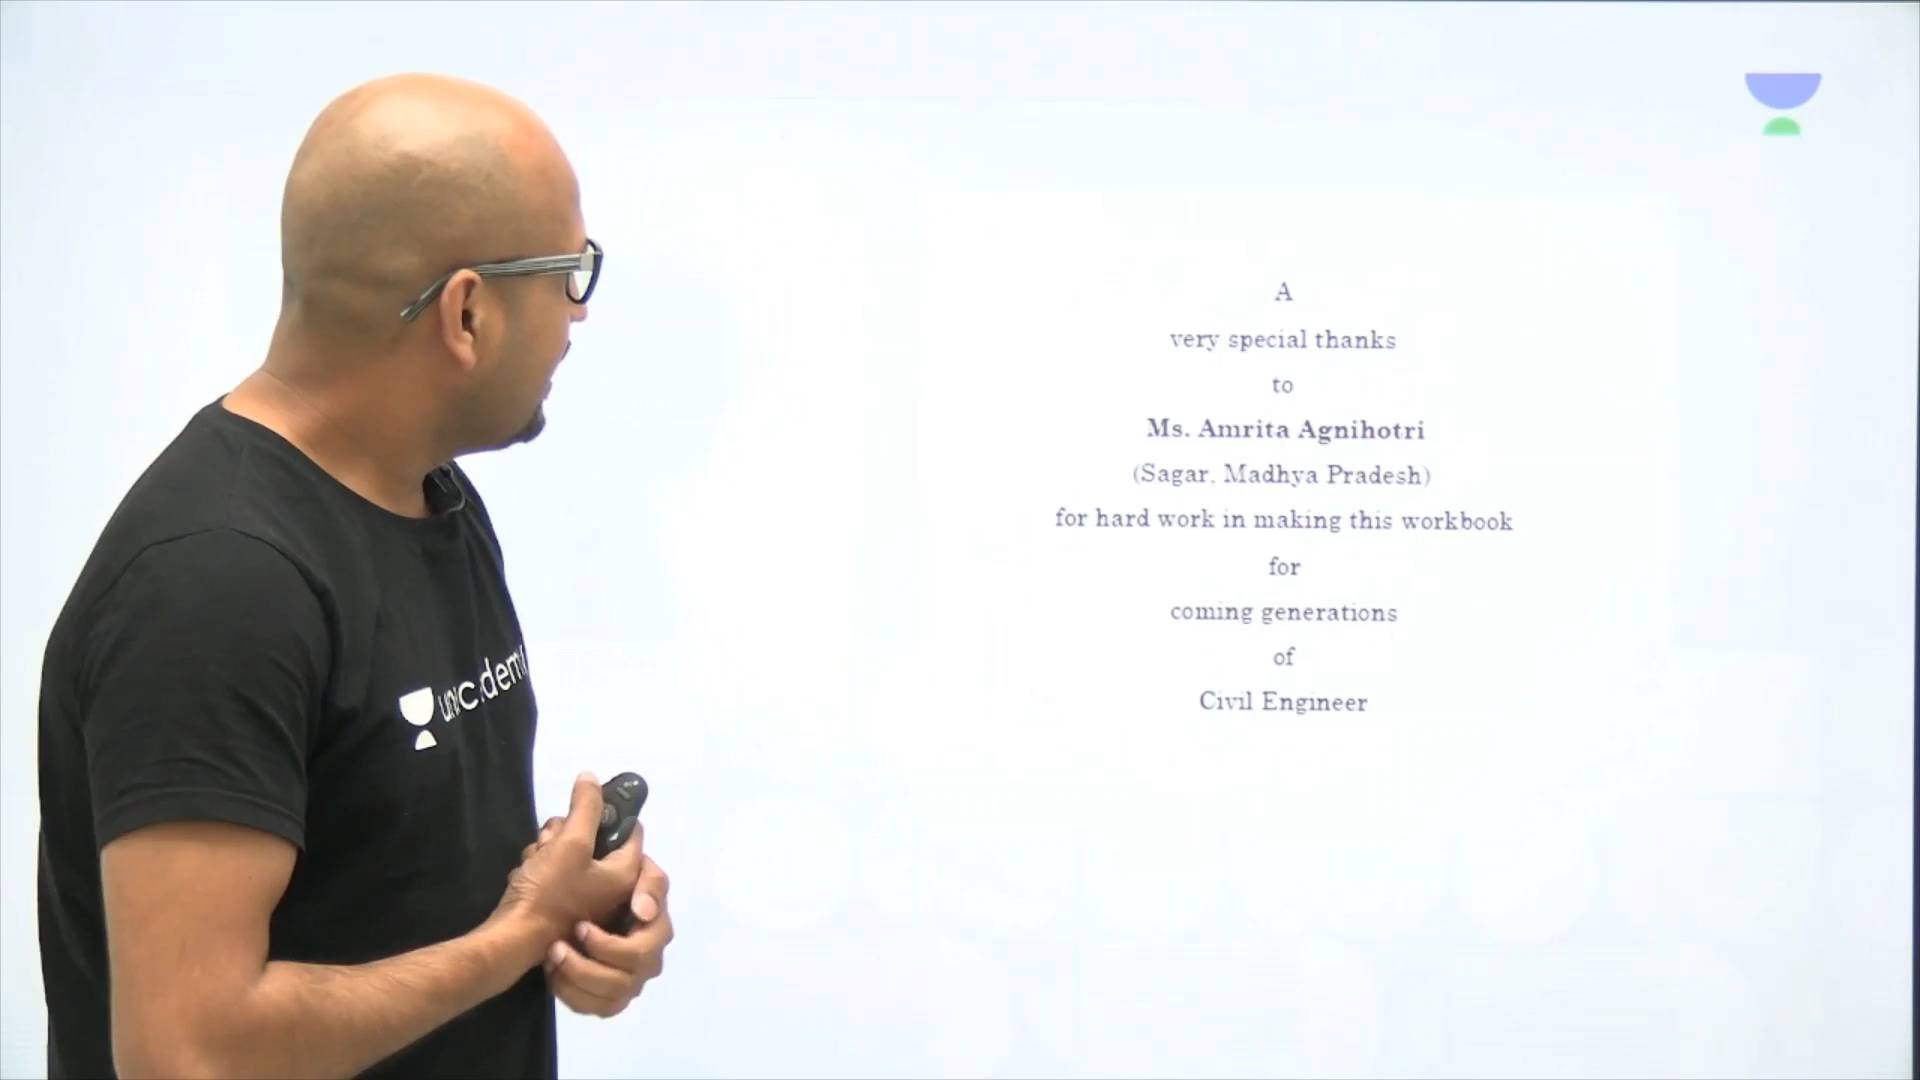 A
very special thanks
to
Ms. Amrita Agnihotri
(Sagar, Madhya Pradesh)
for hard work in making this workbook
for
coming generations
of
Civil Engineer